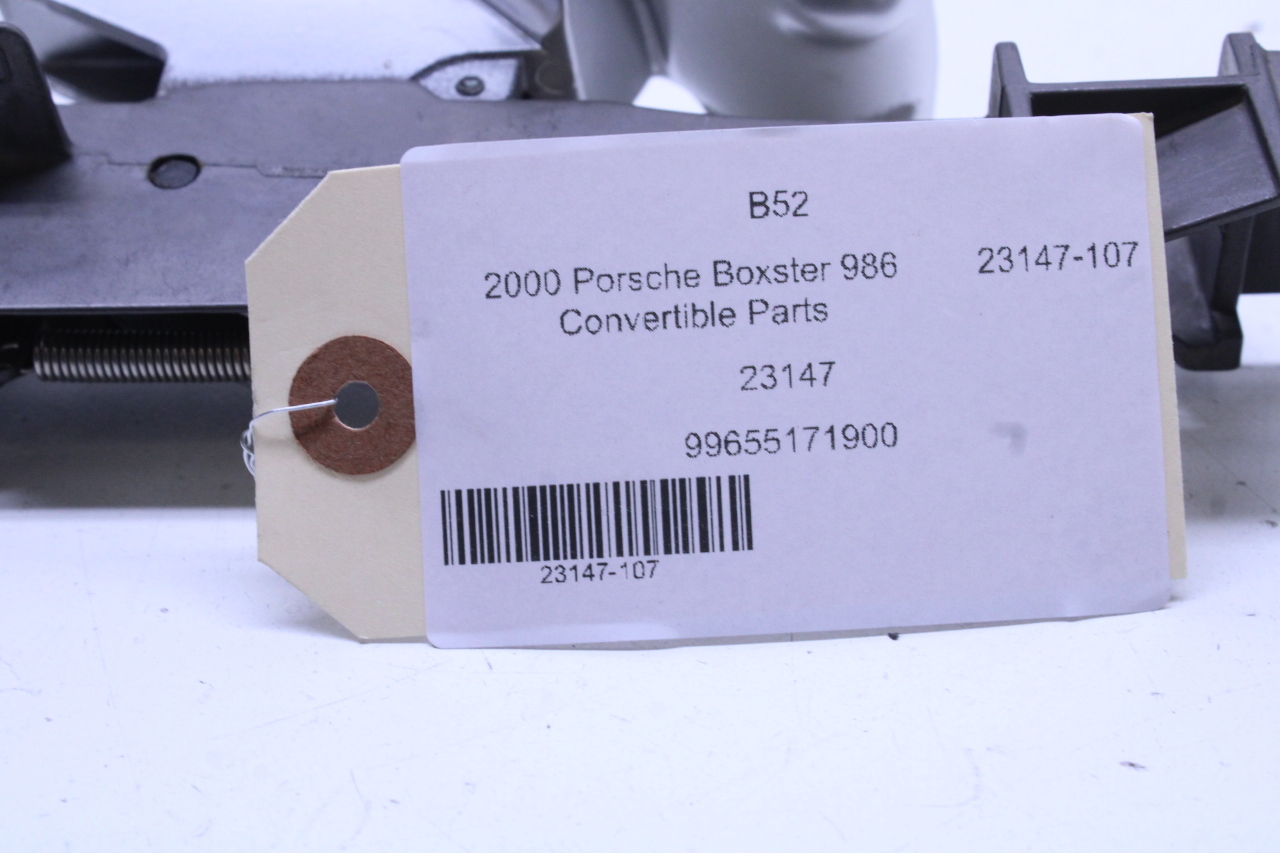 B52
2000 Porsche Boxster 986 23147-107
Convertible Parts
23147
99655171900
23147-107